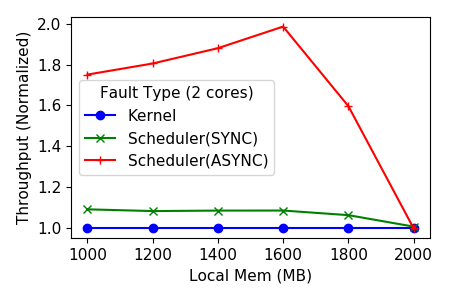 Throughput (Normalized)
2.0
1.8
1.6
1.4
1.2
1.0
Fault Type (2 cores)
Kernel
Scheduler(SYNC)
Scheduler(ASYNC)
1000 1200 1400 1600 1800 2000
Local Mem (MB)